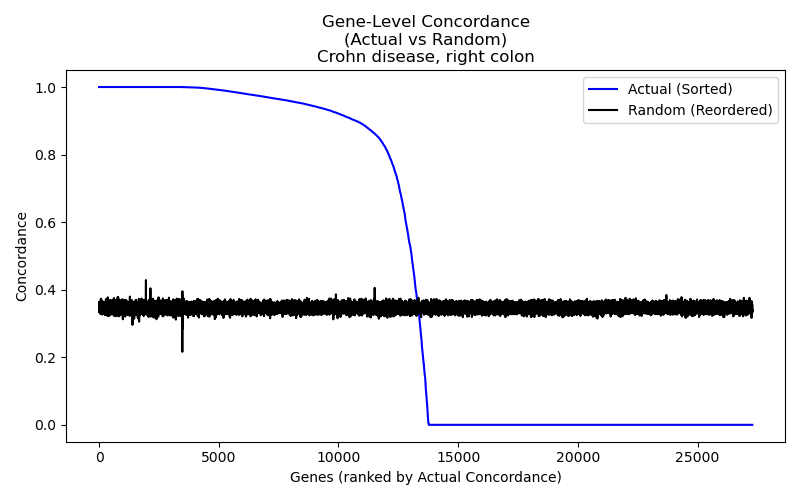 Gene-Level Concordance
(Actual vs Random)
Crohn disease, right colon
Actual (Sorted)
Random (Reordered)
Concordance
1.0
0.8
0.6
0.4
0.2
0.0
0
5000
10000
15000
20000
25000
Genes (ranked by Actual Concordance)